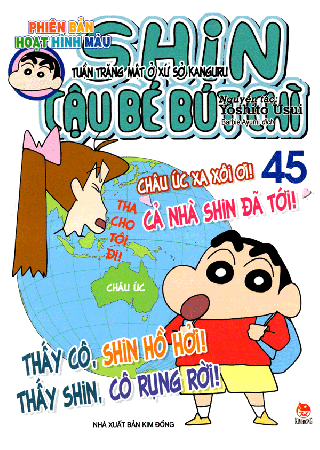 PHIÊN BẢN
HOẠT HÌNH MÀU
SHIN
TUẦN TRĂNG MẬT Ở XỨ SỞ KANGURU
CẬU BÉ BÚT CHÌ
Nguyên tác:
Yoshito Usui
45
CHÂU ÚC XA XÔI ƠI!
CẢ NHÀ SHIN ĐÃ TỚI!
THA
CHO
TÔI
ĐI!
CHÂU ÚC
THẤY CÔ, SHIN HỒ HỞI!
THẤY SHIN, CÔ RỤNG RỜI!
NHÀ XUẤT BẢN KIM ĐỒNG